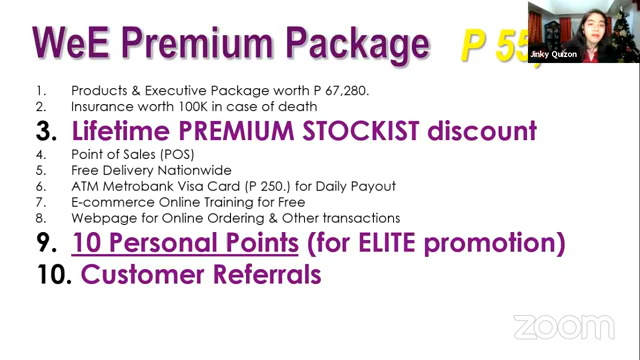 WeE Premium Package P 55,
Jinky Quizon
1. Products & Executive Package worth P 67,280.
2. Insurance worth 100K in case of death
3. Lifetime PREMIUM STOCKIST discount
4. Point of Sales (POS)
5. Free Delivery Nationwide
6. ATM Metrobank Visa Card (P 250.) for Daily Payout
7. E-commerce Online Training for Free
8. Webpage for Online Ordering & Other transactions
9. 10 Personal Points (for ELITE promotion)
10. Customer Referrals
zoom